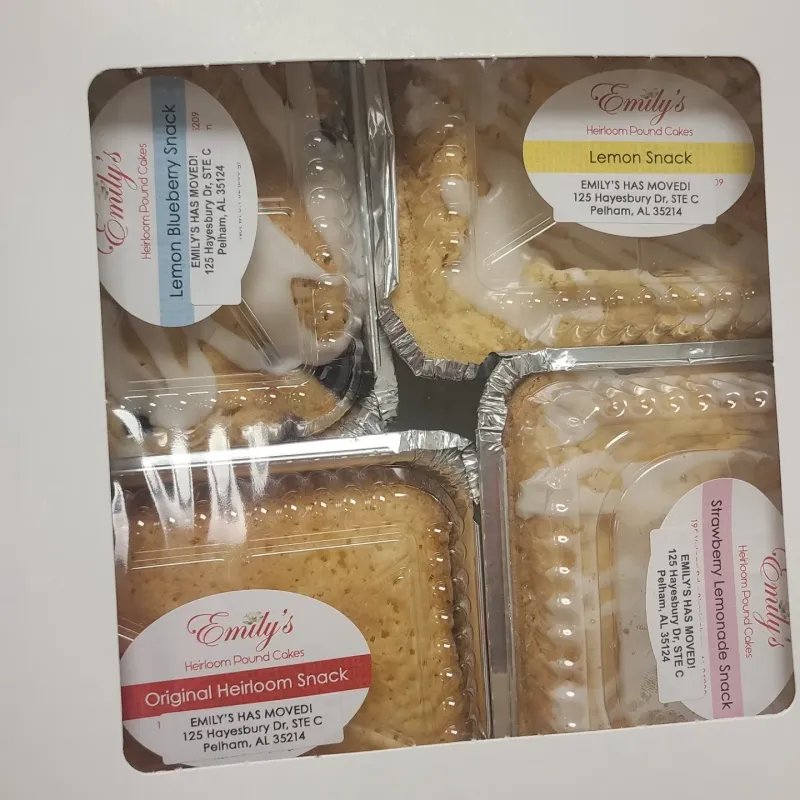 Emily's
Heirloom Pound Cakes
Lemon Blueberry Snack
EMILY'S HAS MOVED!
125 Hayesbury Dr, STE C
Pelham, AL 35124
Emily's
Heirloom Pound Cakes
Lemon Snack
EMILY'S HAS MOVED!
125 Hayesbury Dr, STE C
Pelham, AL 35214
Emily's
Heirloom Pound Cakes
Original Heirloom Snack
EMILY'S HAS MOVED!
125 Hayesbury Dr, STE C
Pelham, AL 35214
Emily's
Heirloom Pound Cakes
Strawberry Lemonade Snack
EMILY'S HAS MOVED!
125 Hayesbury Dr, STE C
Pelham, AL 35124